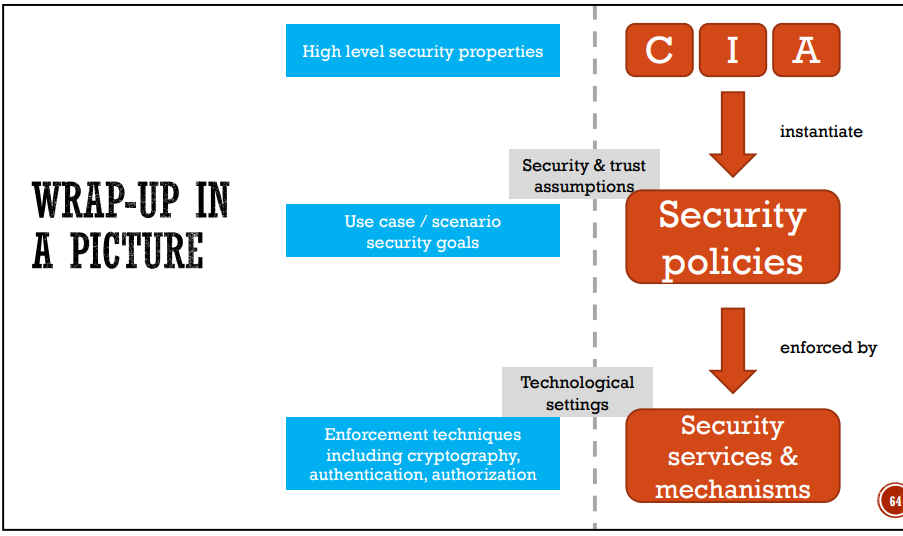 WRAP-UP IN
A PICTURE
High level security properties
C I A
instantiate
Security & trust
assumptions
Use case / scenario
security goals
Security
policies
enforced by
Technological
settings
Enforcement techniques
including cryptography,
authentication, authorization
Security
services &
mechanisms
64